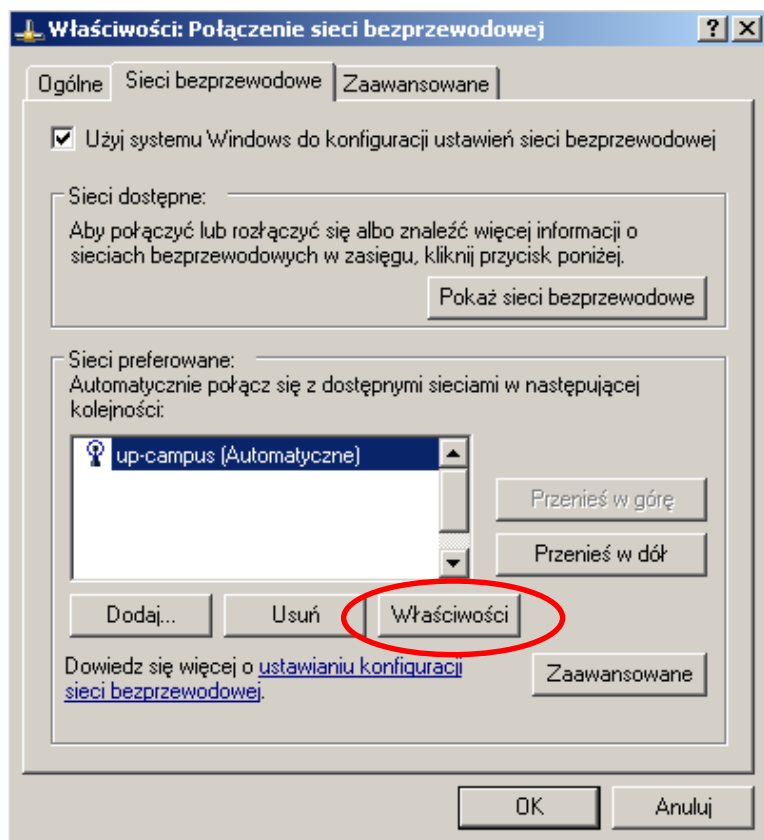 Właściwości: Połączenie sieci bezprzewodowej
Ogólne Sieci bezprzewodowe Zaawansowane
Użyj systemu Windows do konfiguracji ustawień sieci bezprzewodowej
Sieci dostępne:
Aby połączyć lub rozłączyć się albo znaleźć więcej informacji o
sieciach bezprzewodowych w zasięgu, kliknij przycisk poniżej.
Pokaż sieci bezprzewodowe
Sieci preferowane:
Automatycznie połącz się z dostępnymi sieciami w następującej
kolejności:
up-campus (Automatyczne)
Przenieś w górę
Przenieś w dół
Dodaj... Usuń Właściwości
Dowiedz się więcej o ustawianiu konfiguracji
sieci bezprzewodowej.
Zaawansowane
OK Anuluj